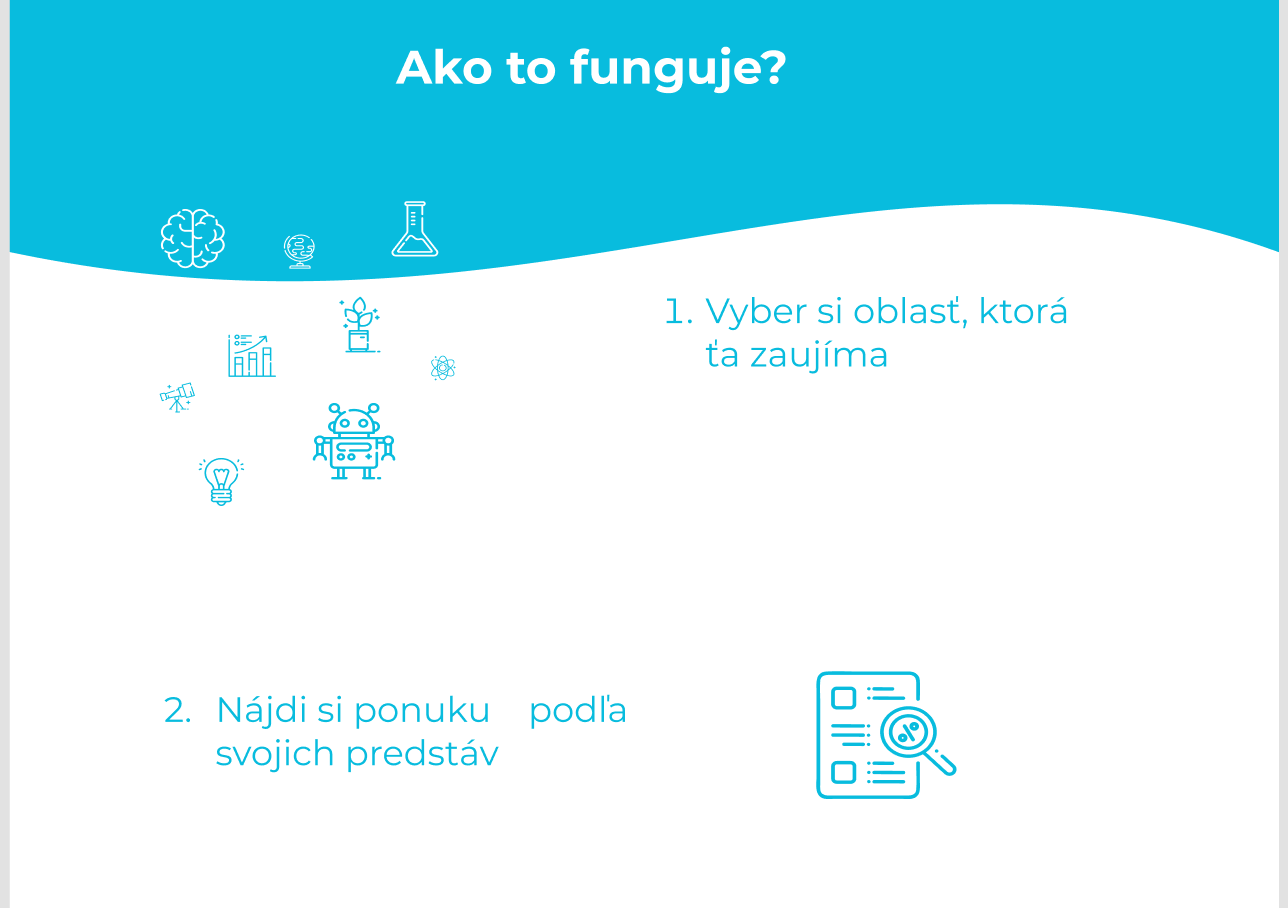 Ako to funguje?
1. Vyber si oblasť, ktorá
ťa zaujíma
2. Nájdi si ponuku podľa
svojich predstáv